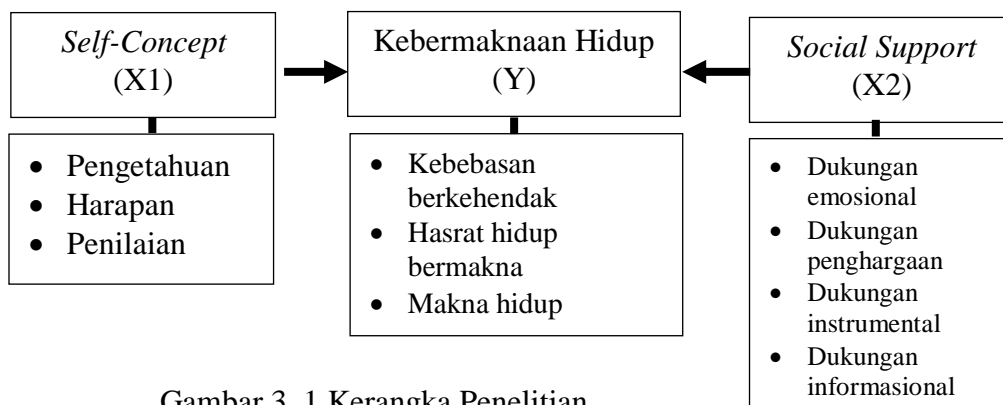 Self-Concept
(X1)
Kebermaknaan Hidup
(Y)
Social Support
(X2)
• Pengetahuan
• Harapan
• Penilaian
• Kebebasan
berkehendak
• Hasrat hidup
bermakna
• Makna hidup
• Dukungan
emosional
• Dukungan
penghargaan
• Dukungan
instrumental
• Dukungan
informasional
Gambar 3. 1 Kerangka Penelitian